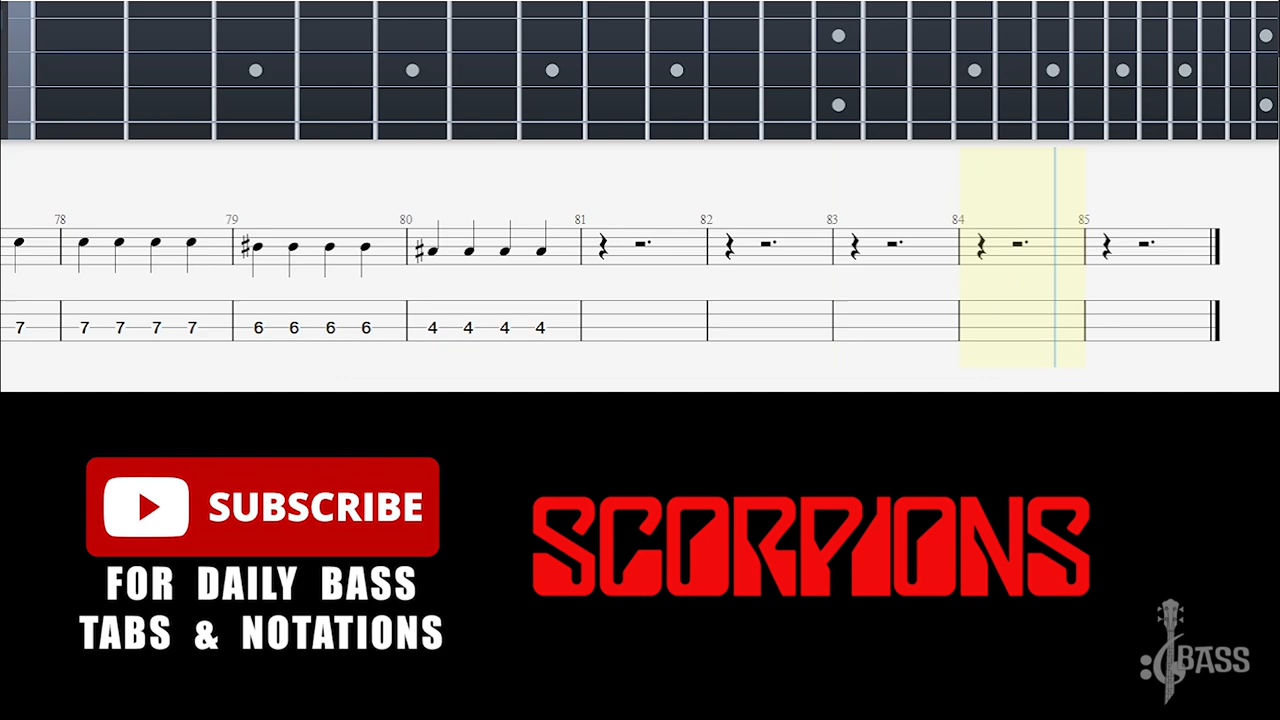 78 79 80 81 82 83 84 85
7 7 7 7 7 6 6 6 6 4 4 4 4
SUBSCRIBE
FOR DAILY BASS
TABS & NOTATIONS
SCORPIONS
BASS